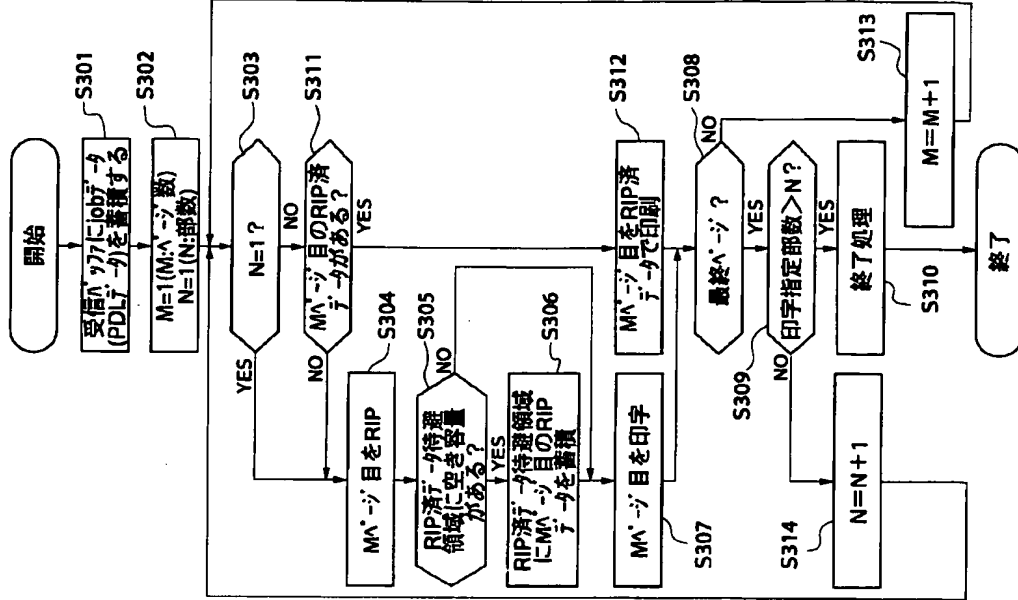 開始
受信バッファにjobデータ
(PDLデータ)を蓄積する
S301
M=1(M:ページ数)
N=1(N:部数)
S302
N=1?
S303
YES
NO
Mページ目のRIP済
データがある?
S311
NO
YES
Mページ目をRIP
S304
RIP済データ待避
領域に空き容量
がある?
S305
NO
YES
RIP済データ待避領域
にMページ目のRIP
データを蓄積
S306
Mページ目を印字
S307
Mページ目をRIP済
データで印刷
S312
最終ページ?
S308
NO
YES
M=M+1
S313
印字指定部数>N?
S309
NO
YES
N=N+1
S314
終了処理
S310
終了